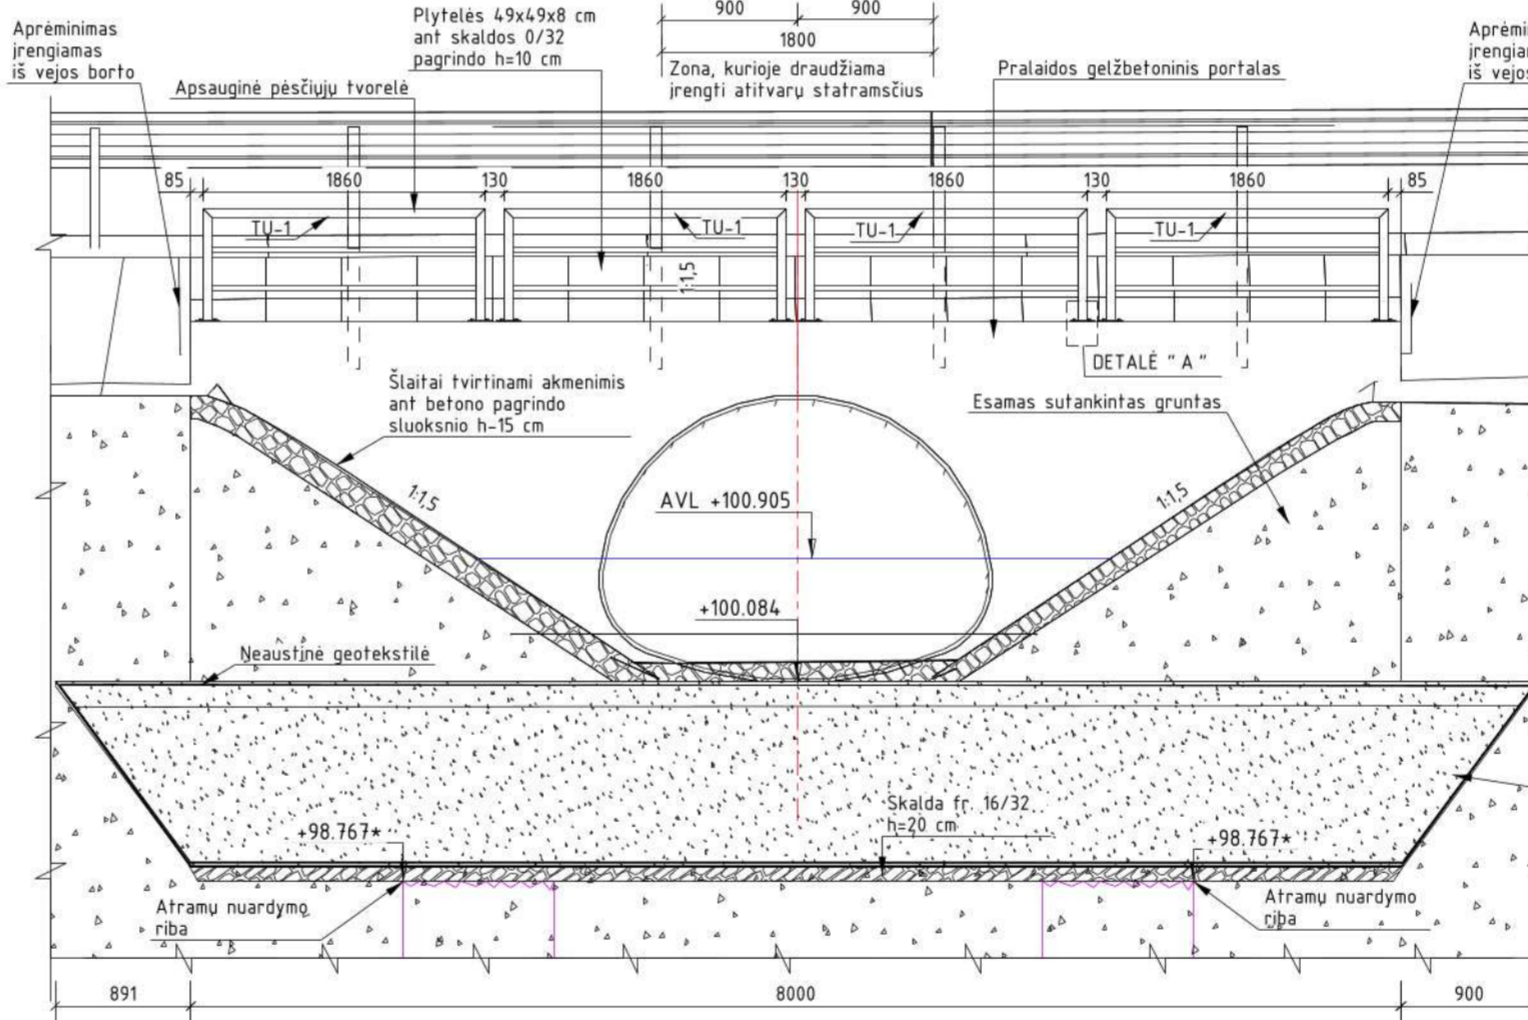 Aprėminimas
įrengiamas
iš vejos borto
Plytelės 49x49x8 cm
ant skaldos 0/32
pagrindo h=10 cm
Apsauginė pėsčiųjų tvorelė
900
900
1800
Zona, kurioje draudžiama
įrengti atitvarų statramsčius
Pralaidos gelžbetoninis portalas
iš
85
1860
130
1860
130
1860
130
1860
85
TU-1
TU-1
TU-1
TU-1
1:1,5
DETALĖ "A"
Šlaitai tvirtinami akmenimis
ant betono pagrindo
sluoksnio h-15 cm
Esamas sutankintas gruntas
1:1,5
1:1,5
AVL +100.905
+100.084
Neaustinė geotekstilė
Skalda fr. 16/32
h=20 cm
+98.767*
+98.767*
Atramų nuardymo
riba
Atramų nuardymo
riba
891
8000
900